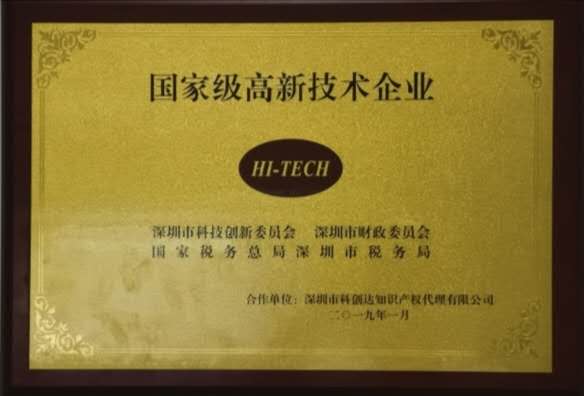 国家级高新技术企业
HI-TECH
深圳市科技创新委员会 深圳市财政委员会
国家税务总局深圳市税务局
合作单位：深圳市科创达知识产权代理有限公司
二〇一九年一月